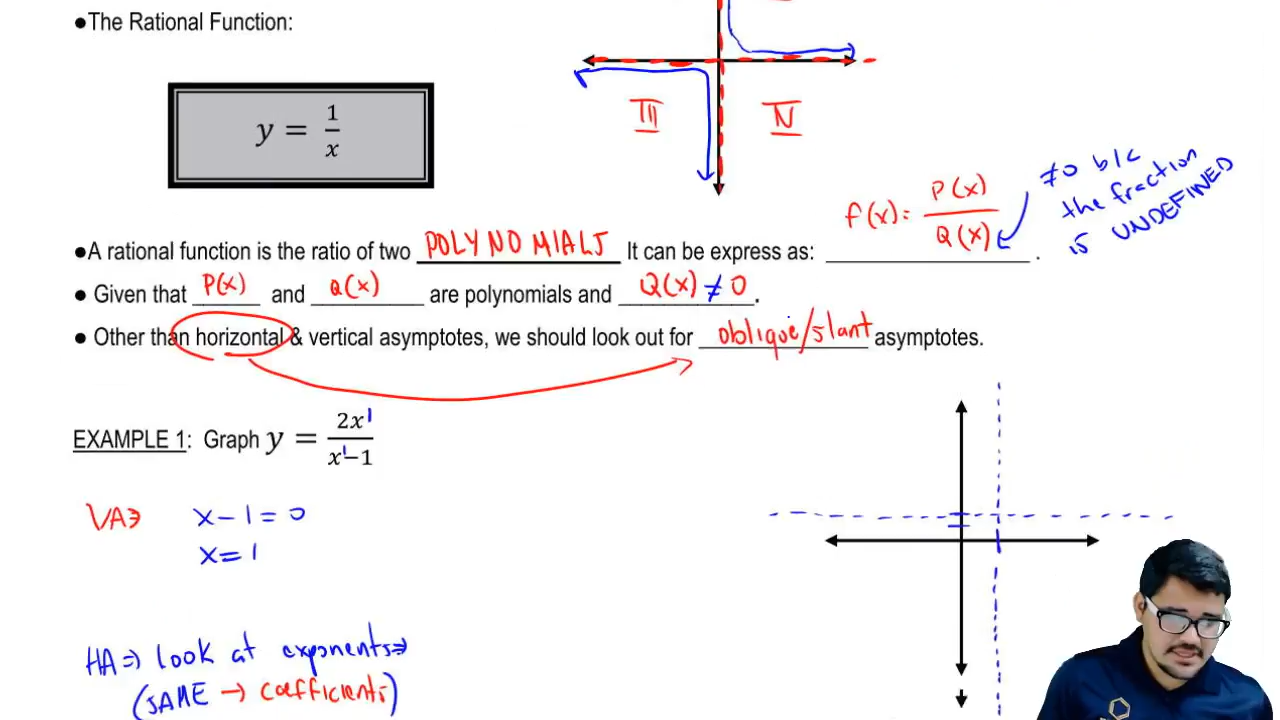 ●The Rational Function:
y = 1/x
III IV
≠0 b/c
the fraction
is UNDEFINED
f(x): P(x)/Q(x)
●A rational function is the ratio of two POLYNOMIALS It can be express as: ____________.
● Given that P(x) and Q(x) are polynomials and Q(x) ≠ 0.
● Other than horizontal & vertical asymptotes, we should look out for oblique/slant asymptotes.
EXAMPLE 1: Graph y = 2x¹/x¹−1
VA⇒ x − 1 = 0
x = 1
HA⇒ look at exponents⇒
(SAME → coefficients)